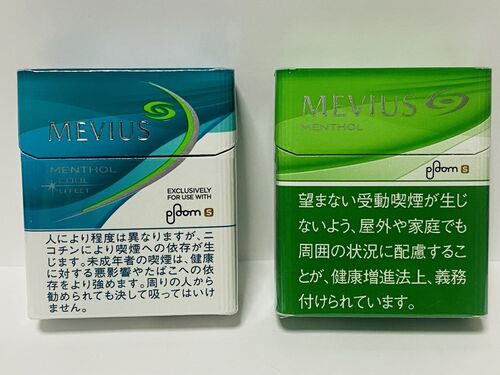 MEVIUS
MENTHOL
COOL
EFFECT
EXCLUSIVELY
FOR USE WITH
ploom S
人により程度は異なりますが、ニ
コチンにより喫煙への依存が生
じます。未成年者の喫煙は、健康
に対する悪影響やたばこへの依
存をより強めます。周りの人から
勧められても決して吸ってはいけ
ません。
MEVIUS
MENTHOL
ploom S
望まない受動喫煙が生じ
ないよう、屋外や家庭でも
周囲の状況に配慮するこ
とが、健康増進法上、義務
付けられています。